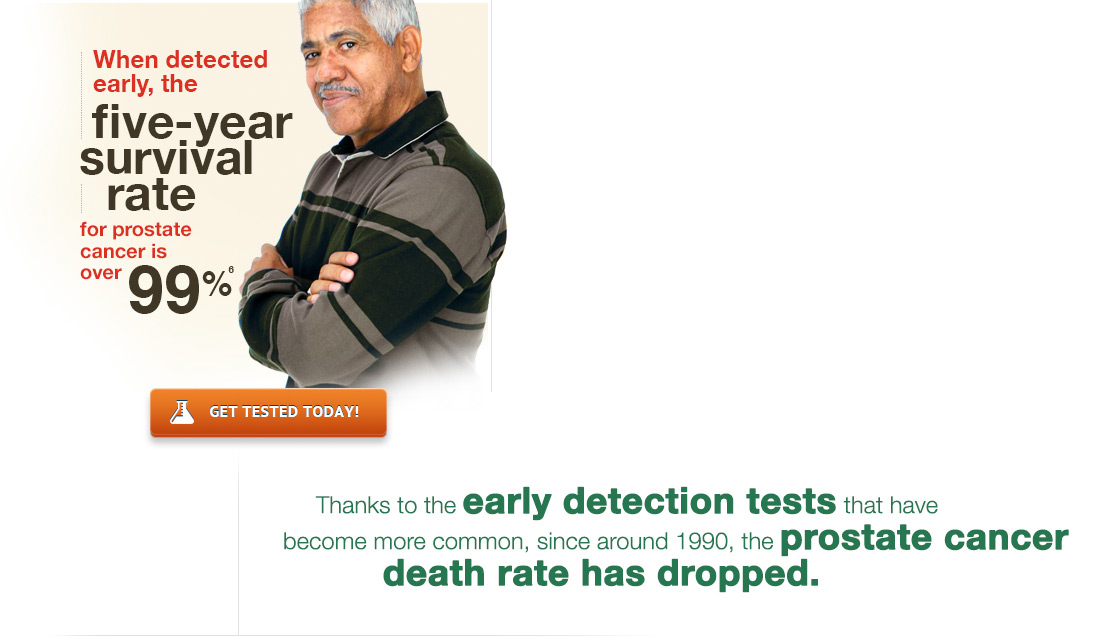 When detected
early, the
five-year
survival
rate
for prostate
cancer is
over 99%6
GET TESTED TODAY!
Thanks to the early detection tests that have
become more common, since around 1990, the prostate cancer
death rate has dropped.